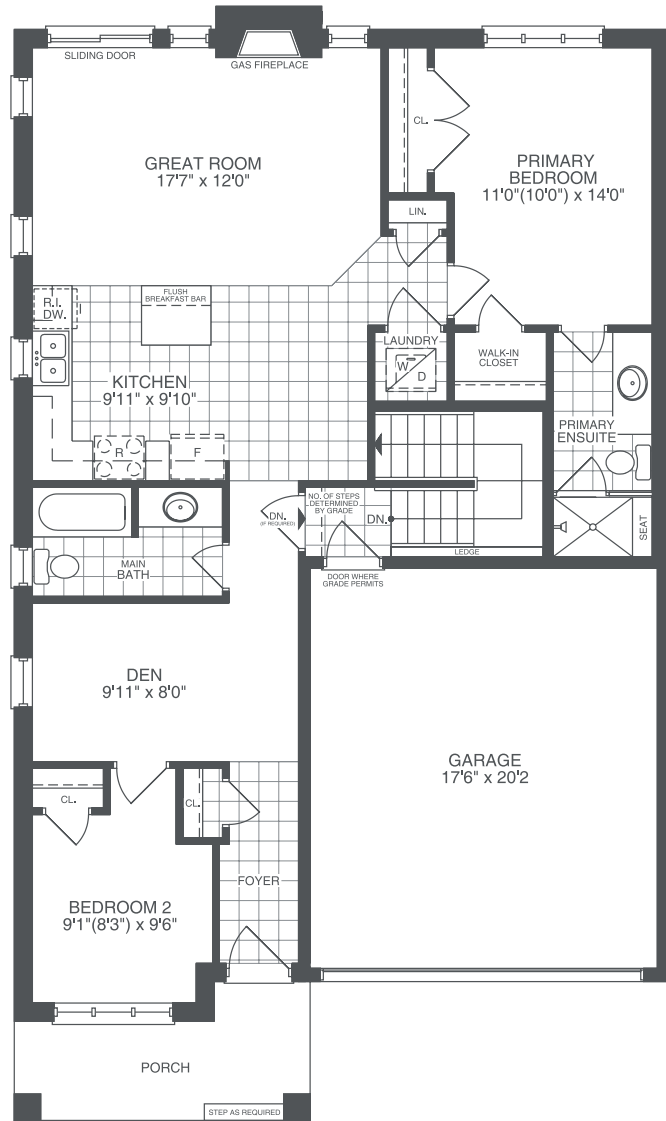 SLIDING DOOR
GAS FIREPLACE
GREAT ROOM
17'7" x 12'0"
CL.
PRIMARY
BEDROOM
11'0"(10'0") x 14'0"
LIN.
R.I.
DW.
FLUSH
BREAKFAST BAR
LAUNDRY
W
D
WALK-IN
CLOSET
KITCHEN
9'11" x 9'10"
R
F
PRIMARY
ENSUITE
SEAT
DN.
(IF REQUIRED)
NO. OF STEPS
DETERMINED
BY GRADE
DN.
LEDGE
MAIN
BATH
DOOR WHERE
GRADE PERMITS
DEN
9'11" x 8'0"
GARAGE
17'6" x 20'2
CL.
CL.
FOYER
BEDROOM 2
9'1"(8'3") x 9'6"
PORCH
STEP AS REQUIRED